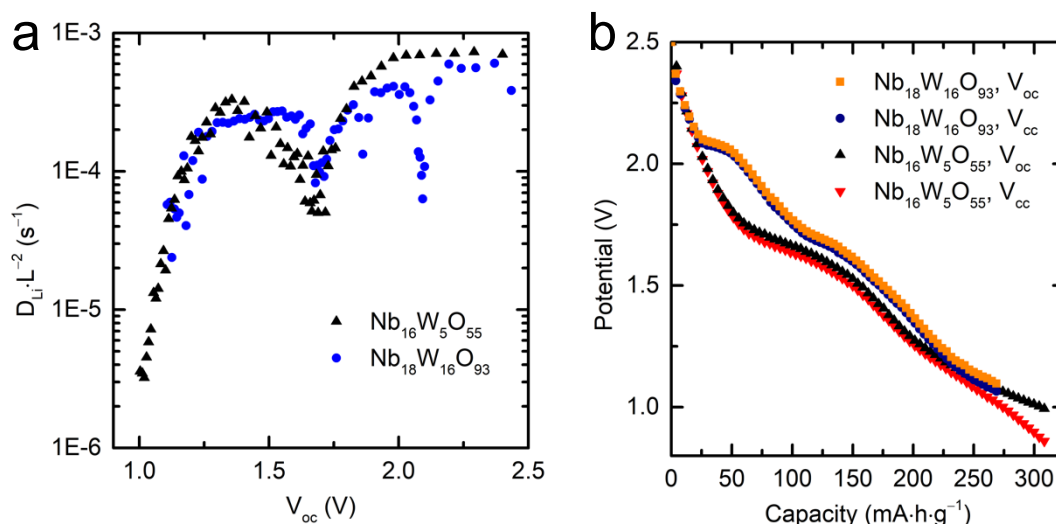 a
1E-3
1E-4
1E-5
1E-6
D_Li·L⁻² (s⁻¹)
1.0 1.5 2.0 2.5
V_oc (V)
Nb₁₆W₅O₅₅
Nb₁₈W₁₆O₉₃
b
2.5
2.0
1.5
1.0
Potential (V)
0 50 100 150 200 250 300
Capacity (mA·h·g⁻¹)
Nb₁₈W₁₆O₉₃, V_oc
Nb₁₈W₁₆O₉₃, V_cc
Nb₁₆W₅O₅₅, V_oc
Nb₁₆W₅O₅₅, V_cc